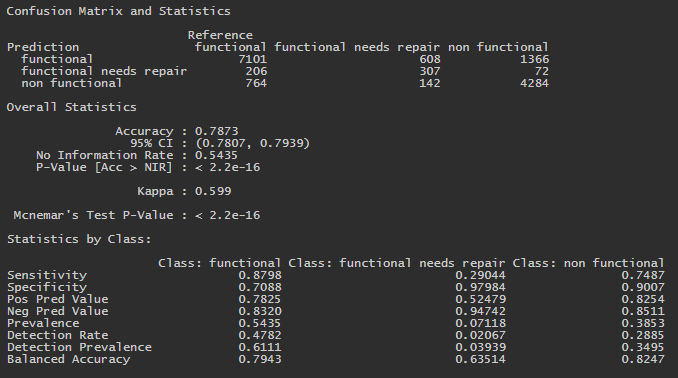 Confusion Matrix and Statistics
Reference
Prediction functional functional needs repair non functional
functional 7101 608 1366
functional needs repair 206 307 72
non functional 764 142 4284
Overall Statistics
Accuracy : 0.7873
95% CI : (0.7807, 0.7939)
No Information Rate : 0.5435
P-Value [Acc > NIR] : < 2.2e-16
Kappa : 0.599
Mcnemar's Test P-Value : < 2.2e-16
Statistics by Class:
Class: functional Class: functional needs repair Class: non functional
Sensitivity 0.8798 0.29044 0.7487
Specificity 0.7088 0.97984 0.9007
Pos Pred Value 0.7825 0.52479 0.8254
Neg Pred Value 0.8320 0.94742 0.8511
Prevalence 0.5435 0.07118 0.3853
Detection Rate 0.4782 0.02067 0.2885
Detection Prevalence 0.6111 0.03939 0.3495
Balanced Accuracy 0.7943 0.63514 0.8247